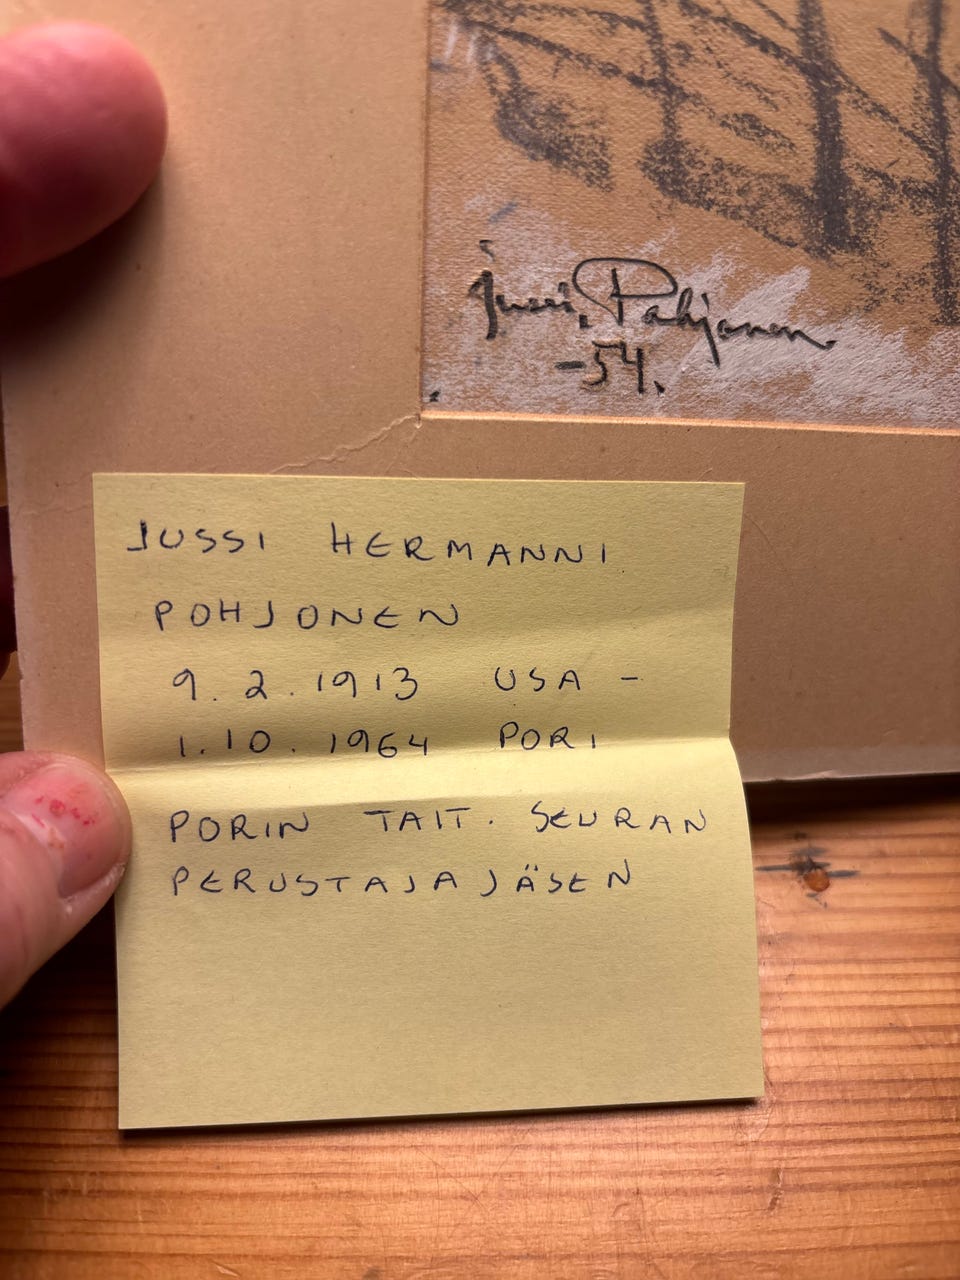 Jussi Pohjonen
-54.
JUSSI HERMANNI
POHJONEN
9.2.1913 USA -
1.10.1964 PORI
PORIN TAIT. SEURAN
PERUSTAJAJÄSEN